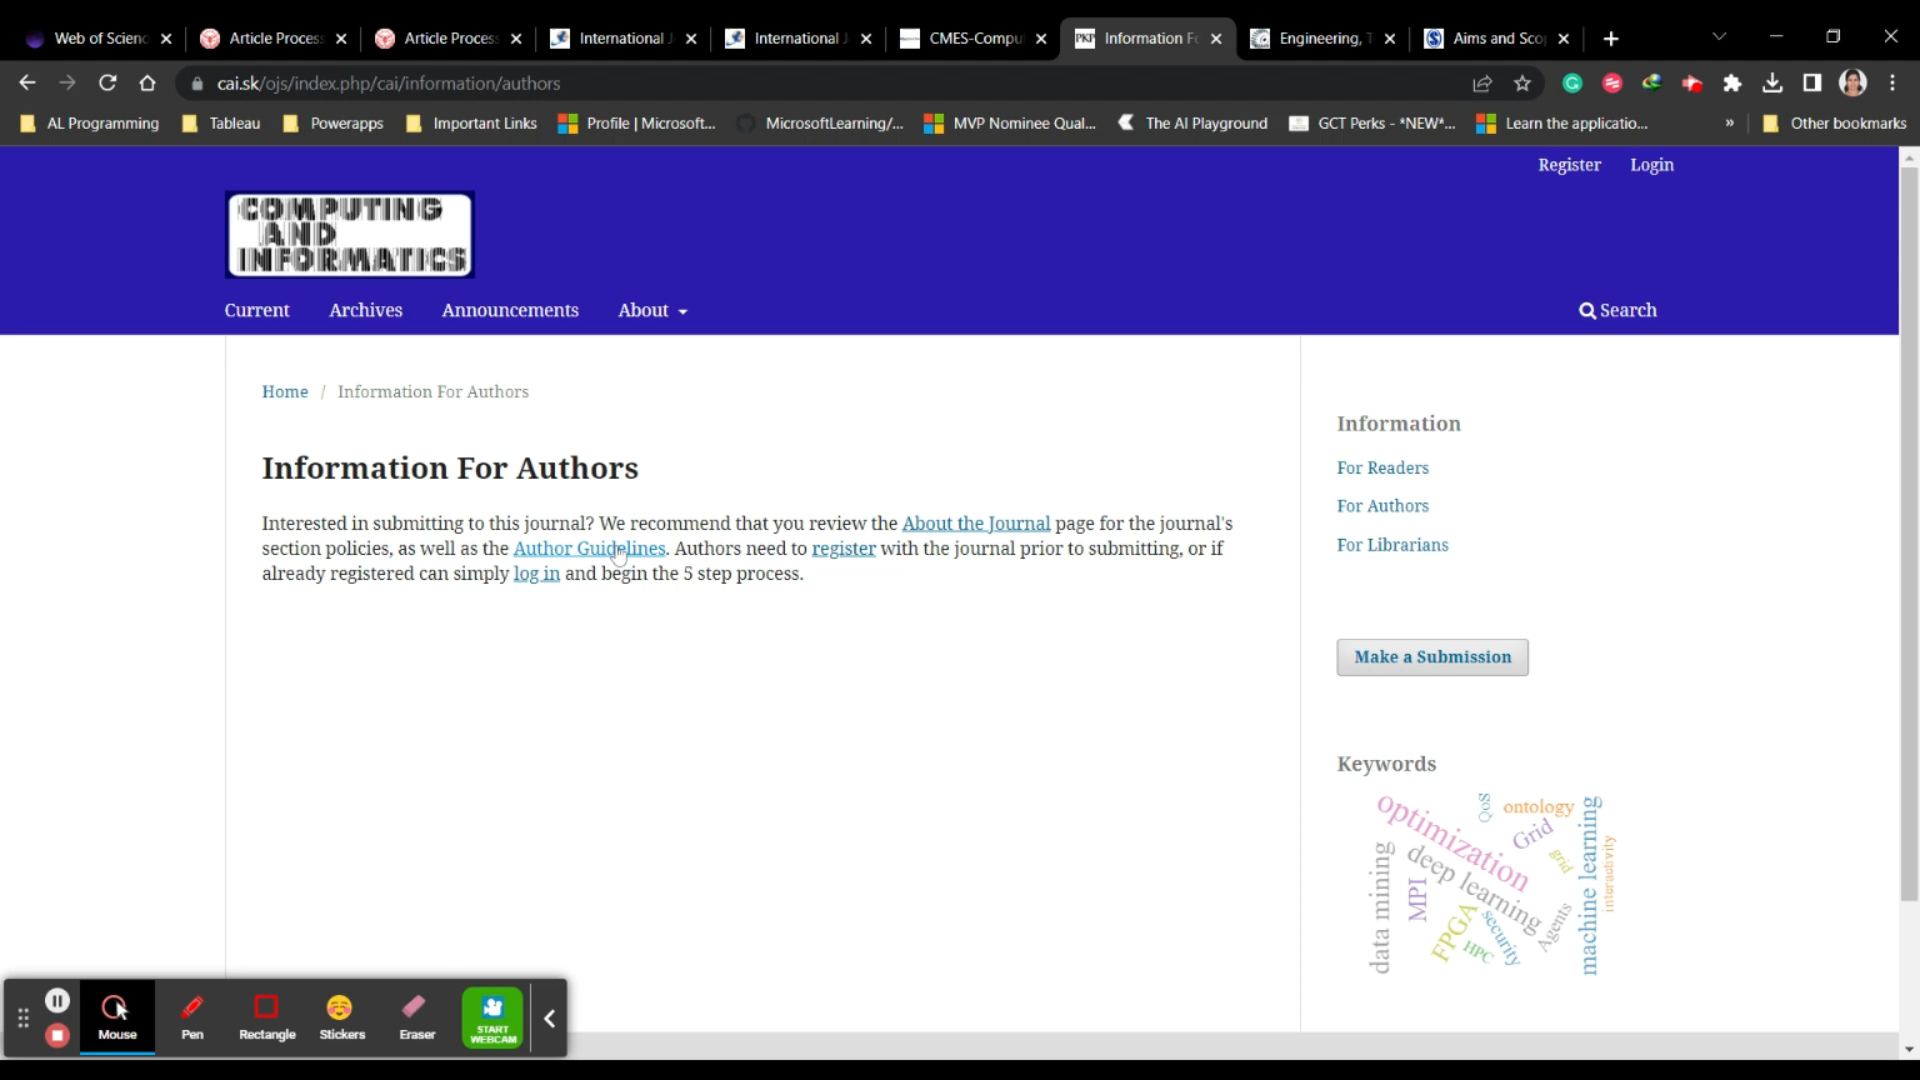 Web of Scienc
Article Process
Article Process
International J
International J
CMES-Compu
PKP Information Fo
Engineering, T
Aims and Scop
cai.sk/ojs/index.php/cai/information/authors
AL Programming
Tableau
Powerapps
Important Links
Profile | Microsoft...
MicrosoftLearning/...
MVP Nominee Qual...
The AI Playground
GCT Perks - *NEW*...
Learn the applicatio...
»
Other bookmarks
Register
Login
COMPUTING
AND
INFORMATICS
Current
Archives
Announcements
About
Search
Home / Information For Authors
Information For Authors
Interested in submitting to this journal? We recommend that you review the About the Journal page for the journal's
section policies, as well as the Author Guidelines. Authors need to register with the journal prior to submitting, or if
already registered can simply log in and begin the 5 step process.
Information
For Readers
For Authors
For Librarians
Make a Submission
Keywords
optimization
QoS
ontology
Grid
grid
machine learning
interactivity
deep learning
data mining
MPI
FPGA
HPC
security
Agents
Mouse
Pen
Rectangle
Stickers
Eraser
START
WEBCAM